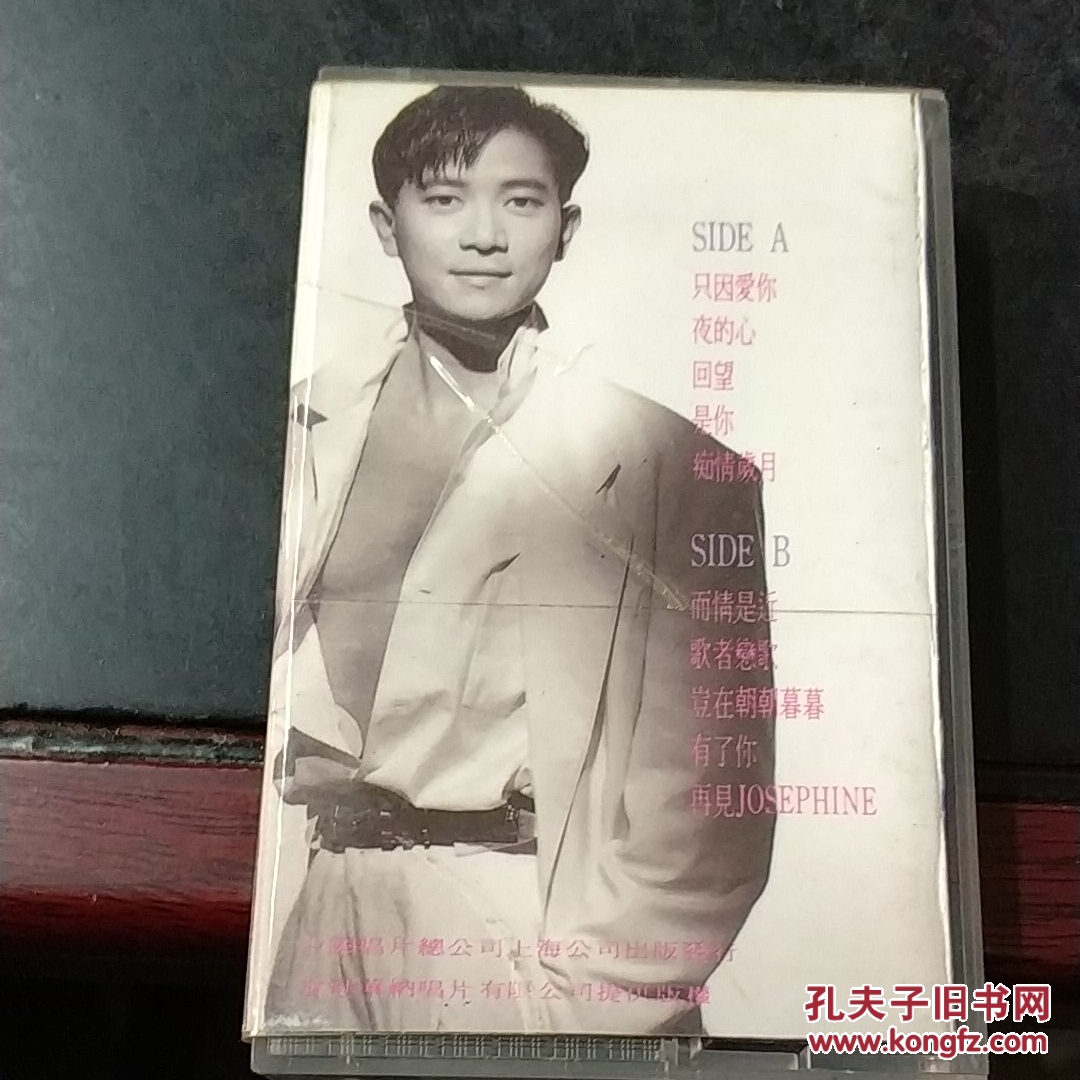 SIDE A
只因愛你
夜的心
回望
是你
痴情歲月
SIDE B
而情是近
歌者戀歌
豈在朝朝暮暮
有了你
再見JOSEPHINE
唱片總公司上海公司出版發行
納唱片有限公司提供版權
孔夫子旧书网
www.kongfz.com